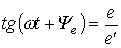 tg(ωt + Ψₑ) = e/e'